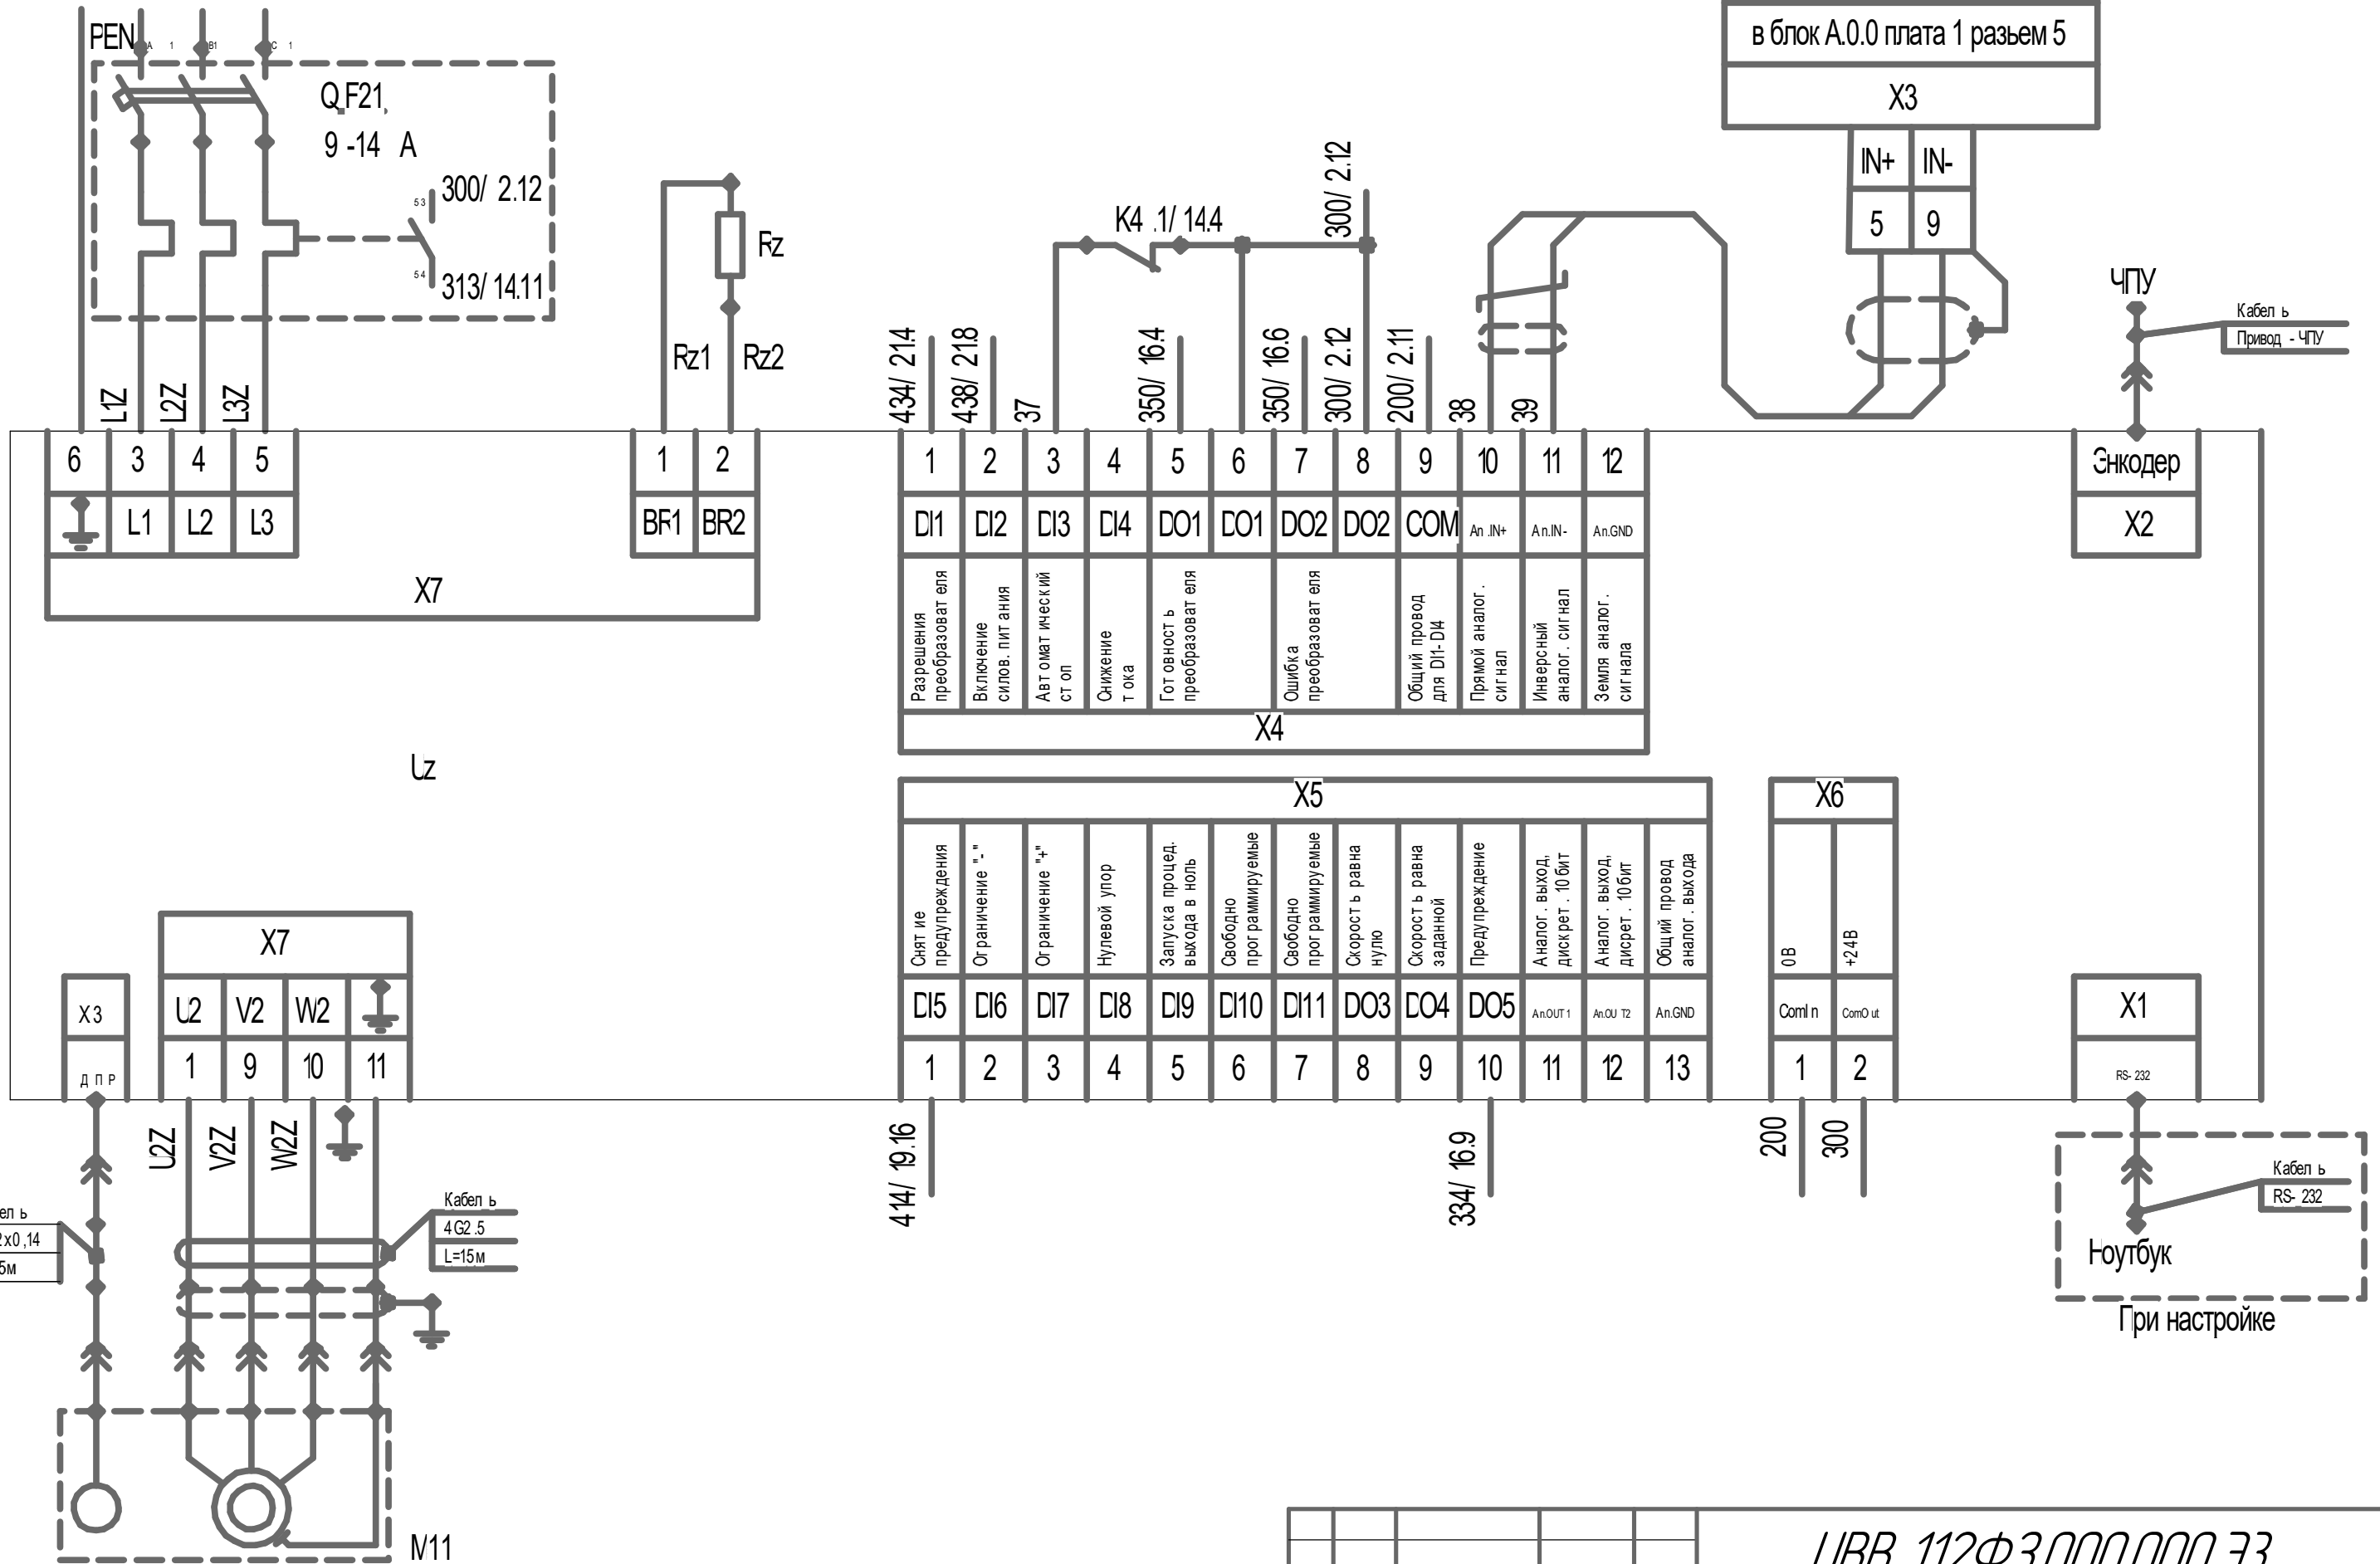 PEN
A 1
B1
C 1
QF21
9-14 A
53
300/ 2.12
54
313/ 14.11
L1Z
L2Z
L3Z
Rz
Rz1
Rz2
434/ 21.4
438/ 21.8
37
K4 .1/ 14.4
350/ 16.4
350/ 16.6
300/ 2.12
300/ 2.12
200/ 2.11
38
39
в блок А.0.0 плата 1 разьем 5
X3
IN+ IN-
5 9
ЧПУ
Кабель
Привод - ЧПУ
6 3 4 5
L1 L2 L3
1 2
BR1 BR2
X7
1 2 3 4 5 6 7 8 9 10 11 12
DI1 DI2 DI3 DI4 DO1 DO1 DO2 DO2 COM An.IN+ An.IN- An.GND
Разрешения
преобразователя
Включение
силов. питания
Автоматический
стоп
Снижение
тока
Готовность
преобразователя
Ошибка
преобразователя
Общий провод
для DI1-DI4
Прямой аналог.
сигнал
Инверсный
аналог. сигнал
Земля аналог.
сигнала
X4
Энкодер
X2
Uz
X5
Снятие
предупреждения
Ограничение "-"
Ограничение "+"
Нулевой упор
Запуска процед.
выхода в ноль
Свободно
программируемые
Свободно
программируемые
Скорость равна
нулю
Скорость равна
заданной
Предупреждение
Аналог. выход,
дискрет. 10 бит
Аналог. выход,
дисрет. 10бит
Общий провод
аналог. выхода
DI5 DI6 DI7 DI8 DI9 DI10 DI11 DO3 DO4 DO5 An.OUT1 An.OUT2 An.GND
1 2 3 4 5 6 7 8 9 10 11 12 13
414/ 19.16
334/ 16.9
X6
0В
+24В
ComIn ComOut
1 2
200
300
X1
RS-232
Кабель
RS-232
Ноутбук
При настройке
X3
ДПР
X7
U2 V2 W2
1 9 10 11
U2Z
V2Z
W2Z
ель
2х0,14
5м
Кабель
4G2.5
L=15м
M11